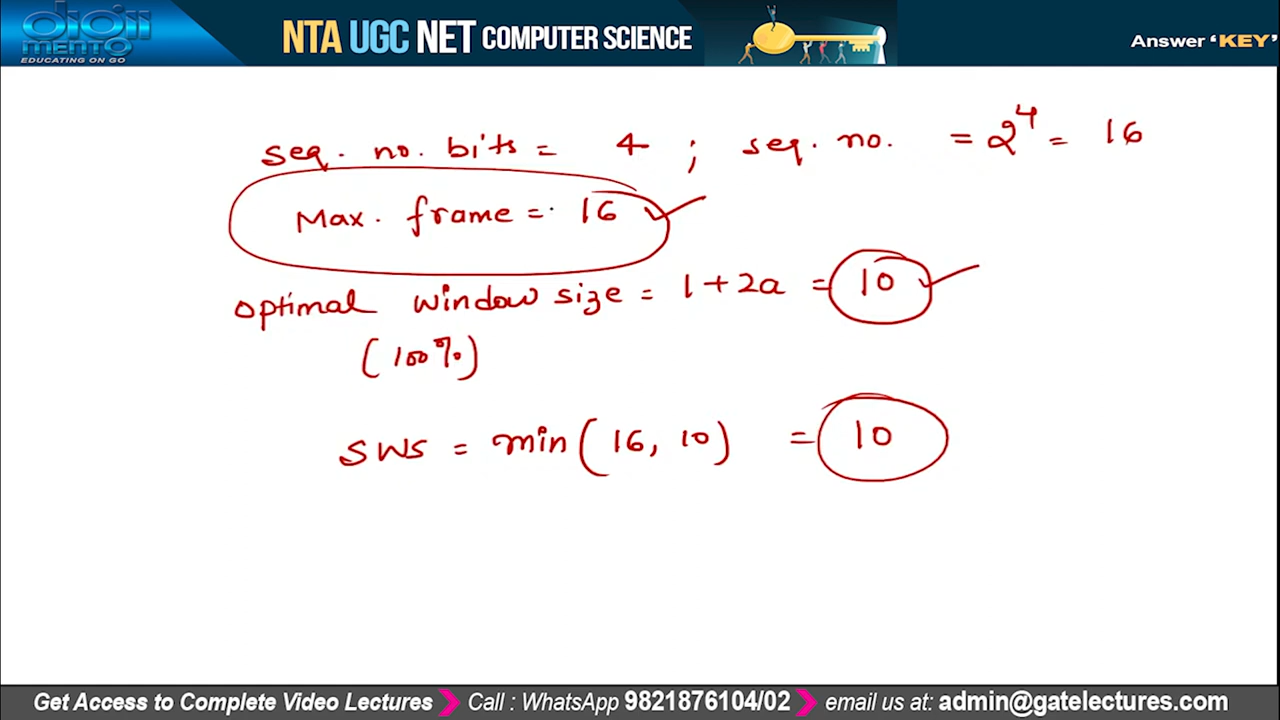 digii
MENTO
EDUCATING ON GO
NTA UGC NET COMPUTER SCIENCE
Answer ‘KEY’
seq. no. bits = 4 ; seq. no. = 2^4 = 16
Max. frame = 16
optimal window size = 1 + 2a = 10
(100%)
SWS = min (16, 10) = 10
Get Access to Complete Video Lectures Call : WhatsApp 9821876104/02 email us at: admin@gatelectures.com